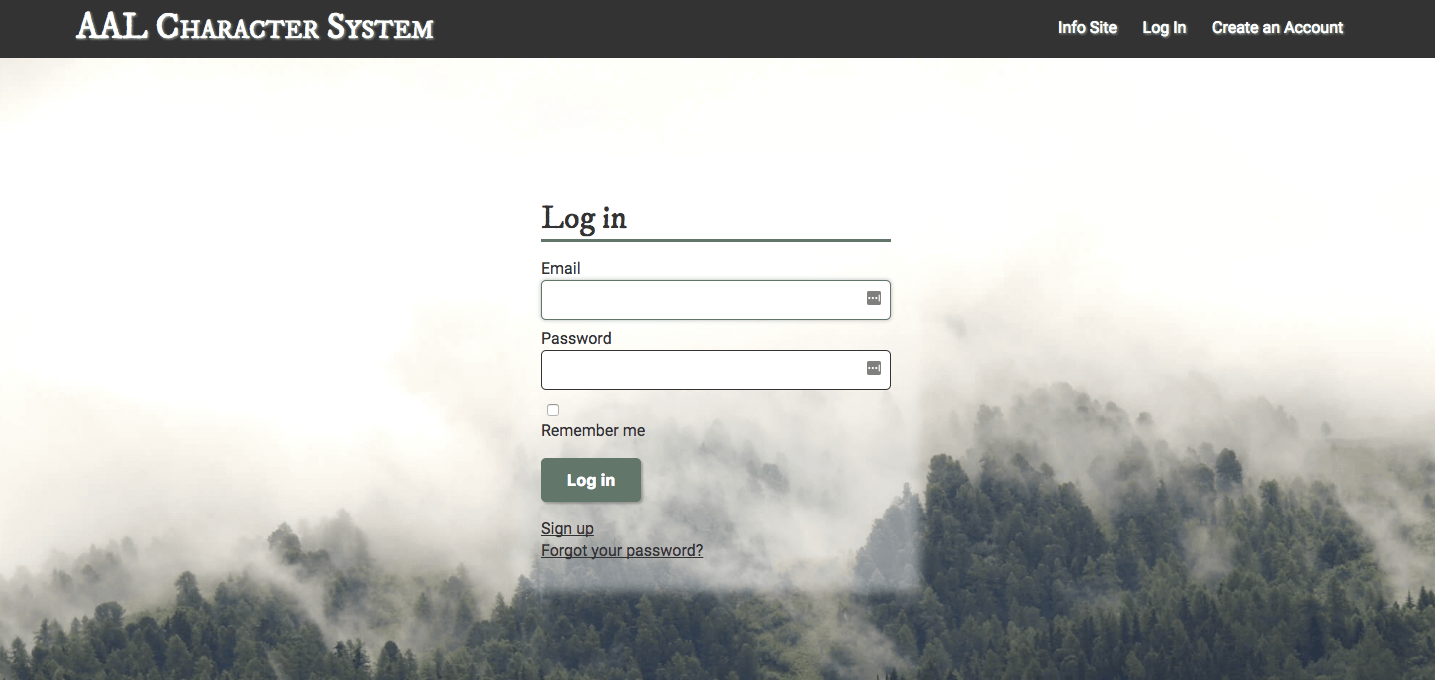 AAL Character System
Info Site Log In Create an Account
Log in
Email
Password
Remember me
Log in
Sign up
Forgot your password?